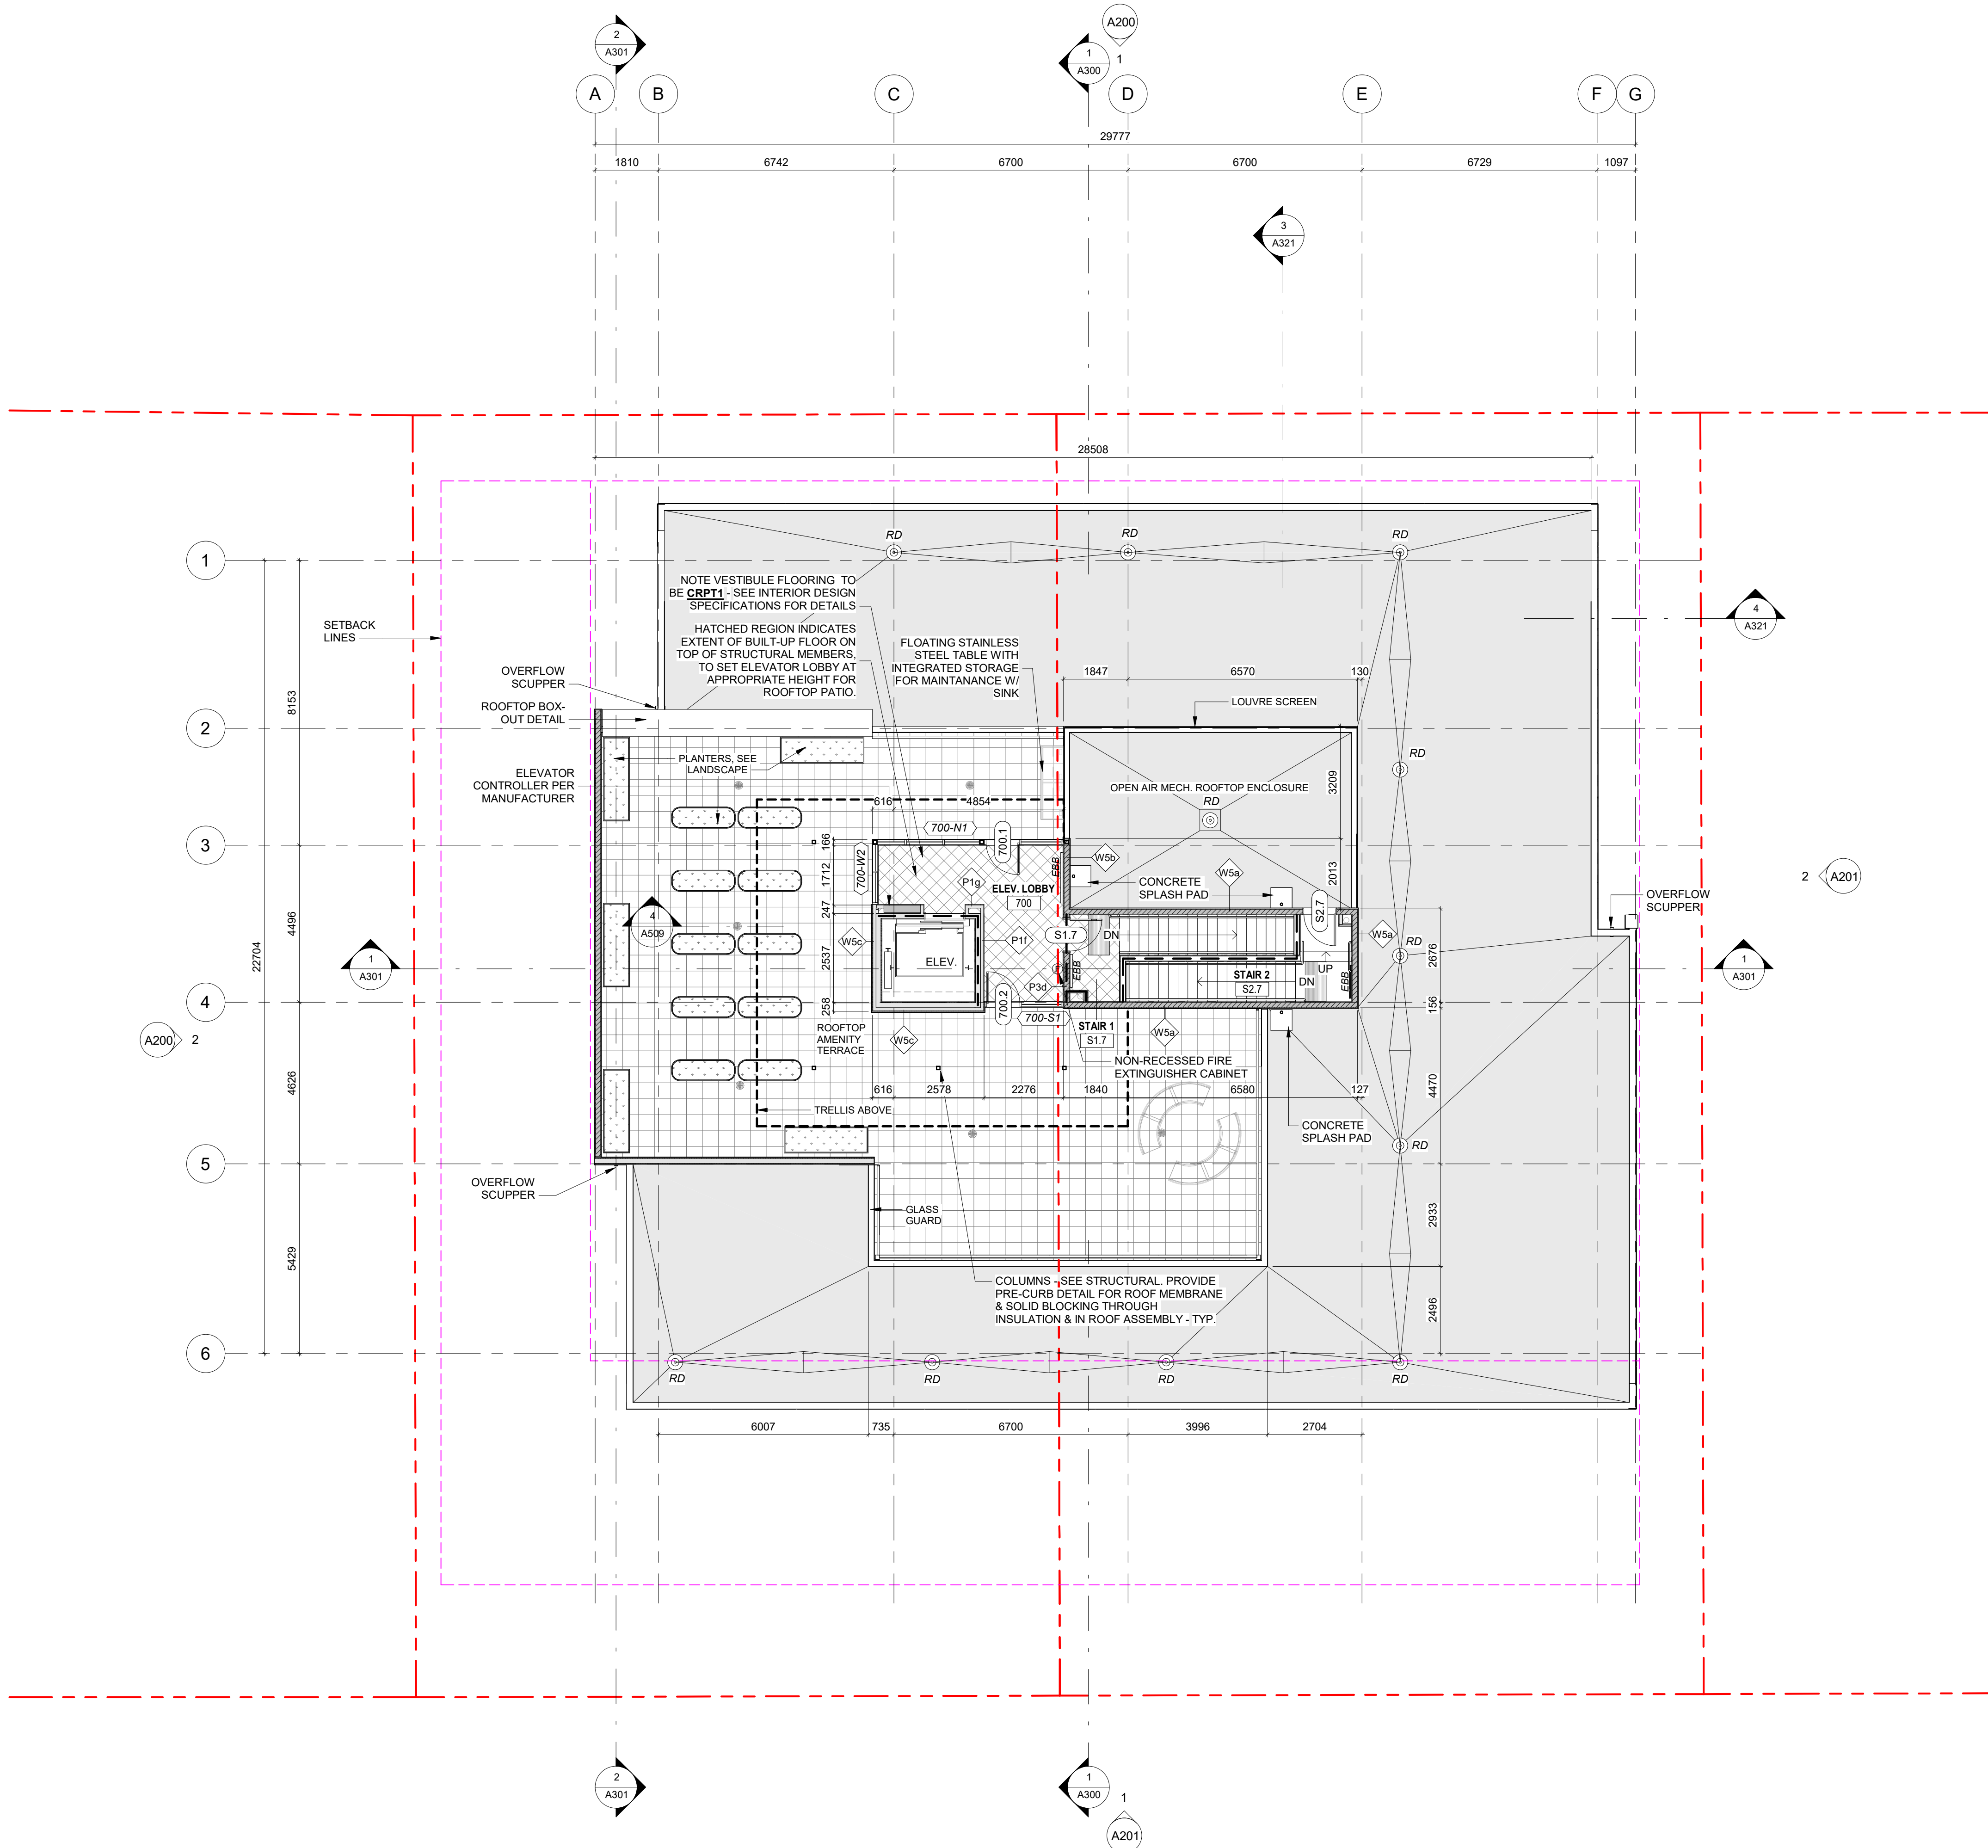 A200
1
2
A301
1
A300
A
B
C
D
E
F
G
29777
1810
6742
6700
6700
6729
1097
3
A321
28508
1
RD
RD
RD
NOTE VESTIBULE FLOORING TO
BE CRPT1 - SEE INTERIOR DESIGN
SPECIFICATIONS FOR DETAILS
HATCHED REGION INDICATES
EXTENT OF BUILT-UP FLOOR ON
TOP OF STRUCTURAL MEMBERS,
TO SET ELEVATOR LOBBY AT
APPROPRIATE HEIGHT FOR
ROOFTOP PATIO.
SETBACK
LINES
FLOATING STAINLESS
STEEL TABLE WITH
INTEGRATED STORAGE
FOR MAINTANANCE W/
SINK
4
A321
OVERFLOW
SCUPPER
1847
6570
130
ROOFTOP BOX-
OUT DETAIL
LOUVRE SCREEN
8153
2
PLANTERS, SEE
LANDSCAPE
RD
ELEVATOR
CONTROLLER PER
MANUFACTURER
OPEN AIR MECH. ROOFTOP ENCLOSURE
RD
3209
616
4854
700-N1
700.1
3
166
700-W2
1712
EBB
W5b
W5a
2013
P1g
ELEV. LOBBY
700
CONCRETE
SPLASH PAD
S2.7
2
A201
OVERFLOW
SCUPPER
247
4
A509
4496
22704
W5c
P1f
S1.7
DN
W5a
RD
2676
1
A301
2537
ELEV.
F
EBB
UP
STAIR 2
S2.7
DN
EBB
1
A301
P3d
4
258
700.2
700-S1
156
A200
2
ROOFTOP
AMENITY
TERRACE
W5c
STAIR 1
S1.7
W5a
NON-RECESSED FIRE
EXTINGUISHER CABINET
4626
616
2578
2276
1840
6580
127
4470
TRELLIS ABOVE
CONCRETE
SPLASH PAD
RD
5
OVERFLOW
SCUPPER
GLASS
GUARD
2933
5429
COLUMNS - SEE STRUCTURAL. PROVIDE
PRE-CURB DETAIL FOR ROOF MEMBRANE
& SOLID BLOCKING THROUGH
INSULATION & IN ROOF ASSEMBLY - TYP.
2496
6
RD
RD
RD
RD
6007
735
6700
3996
2704
2
A301
1
A300
1
A201